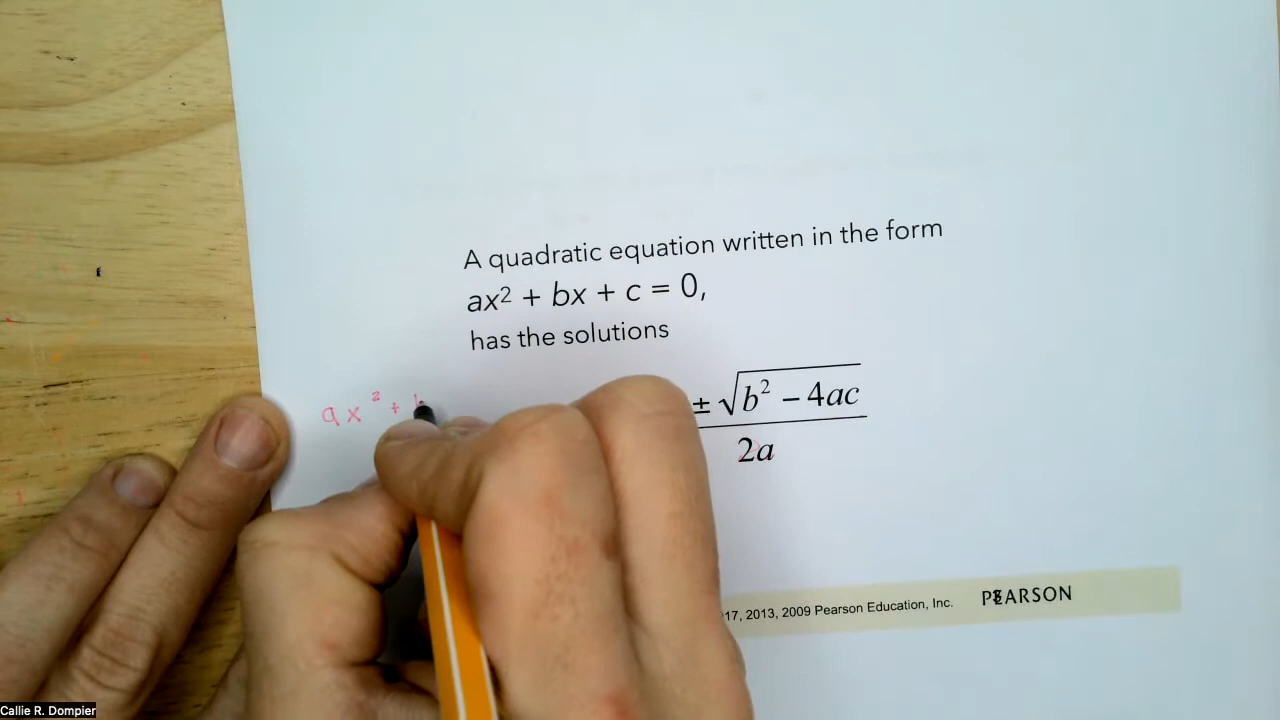 A quadratic equation written in the form
ax² + bx + c = 0,
has the solutions
± √b² – 4ac
2a
ax² +
17, 2013, 2009 Pearson Education, Inc. PEARSON
Callie R. Dompier